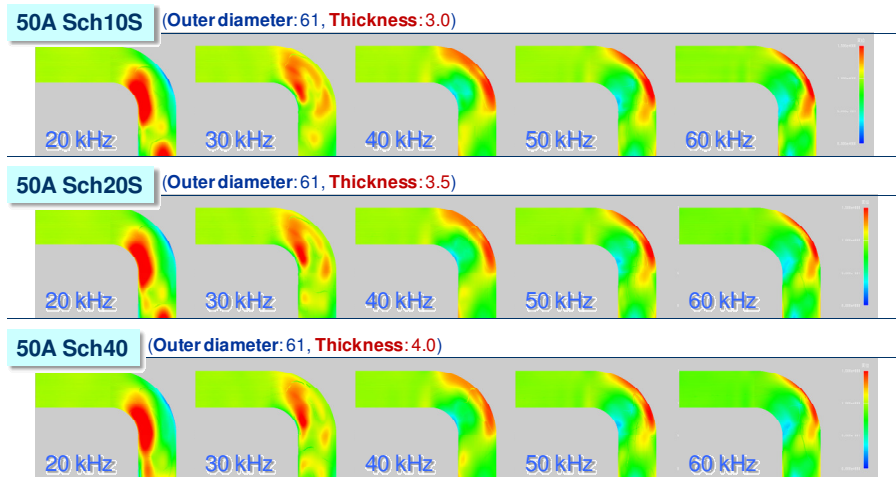 50A Sch10S (Outer diameter: 61, Thickness: 3.0)
20 kHz 30 kHz 40 kHz 50 kHz 60 kHz
50A Sch20S (Outer diameter: 61, Thickness: 3.5)
20 kHz 30 kHz 40 kHz 50 kHz 60 kHz
50A Sch40 (Outer diameter: 61, Thickness: 4.0)
20 kHz 30 kHz 40 kHz 50 kHz 60 kHz